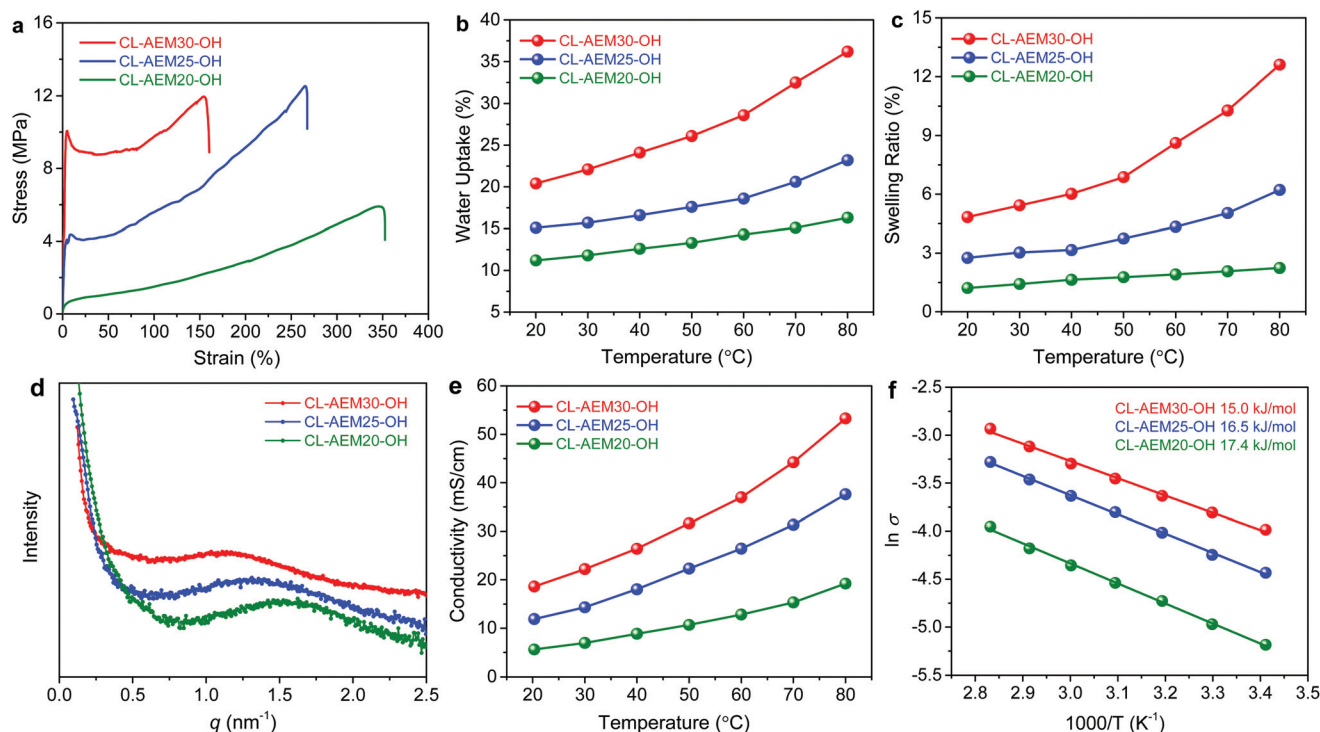 a
CL-AEM30-OH
CL-AEM25-OH
CL-AEM20-OH
Stress (MPa)
16
12
8
4
0
0 50 100 150 200 250 300 350 400
Strain (%)
b
CL-AEM30-OH
CL-AEM25-OH
CL-AEM20-OH
Water Uptake (%)
40
35
30
25
20
15
10
5
20 30 40 50 60 70 80
Temperature (°C)
c
CL-AEM30-OH
CL-AEM25-OH
CL-AEM20-OH
Swelling Ratio (%)
15
12
9
6
3
0
20 30 40 50 60 70 80
Temperature (°C)
d
CL-AEM30-OH
CL-AEM25-OH
CL-AEM20-OH
Intensity
0.0 0.5 1.0 1.5 2.0 2.5
q (nm⁻¹)
e
CL-AEM30-OH
CL-AEM25-OH
CL-AEM20-OH
Conductivity (mS/cm)
60
50
40
30
20
10
0
20 30 40 50 60 70 80
Temperature (°C)
f
CL-AEM30-OH 15.0 kJ/mol
CL-AEM25-OH 16.5 kJ/mol
CL-AEM20-OH 17.4 kJ/mol
ln σ
-2.5
-3.0
-3.5
-4.0
-4.5
-5.0
-5.5
2.8 2.9 3.0 3.1 3.2 3.3 3.4 3.5
1000/T (K⁻¹)